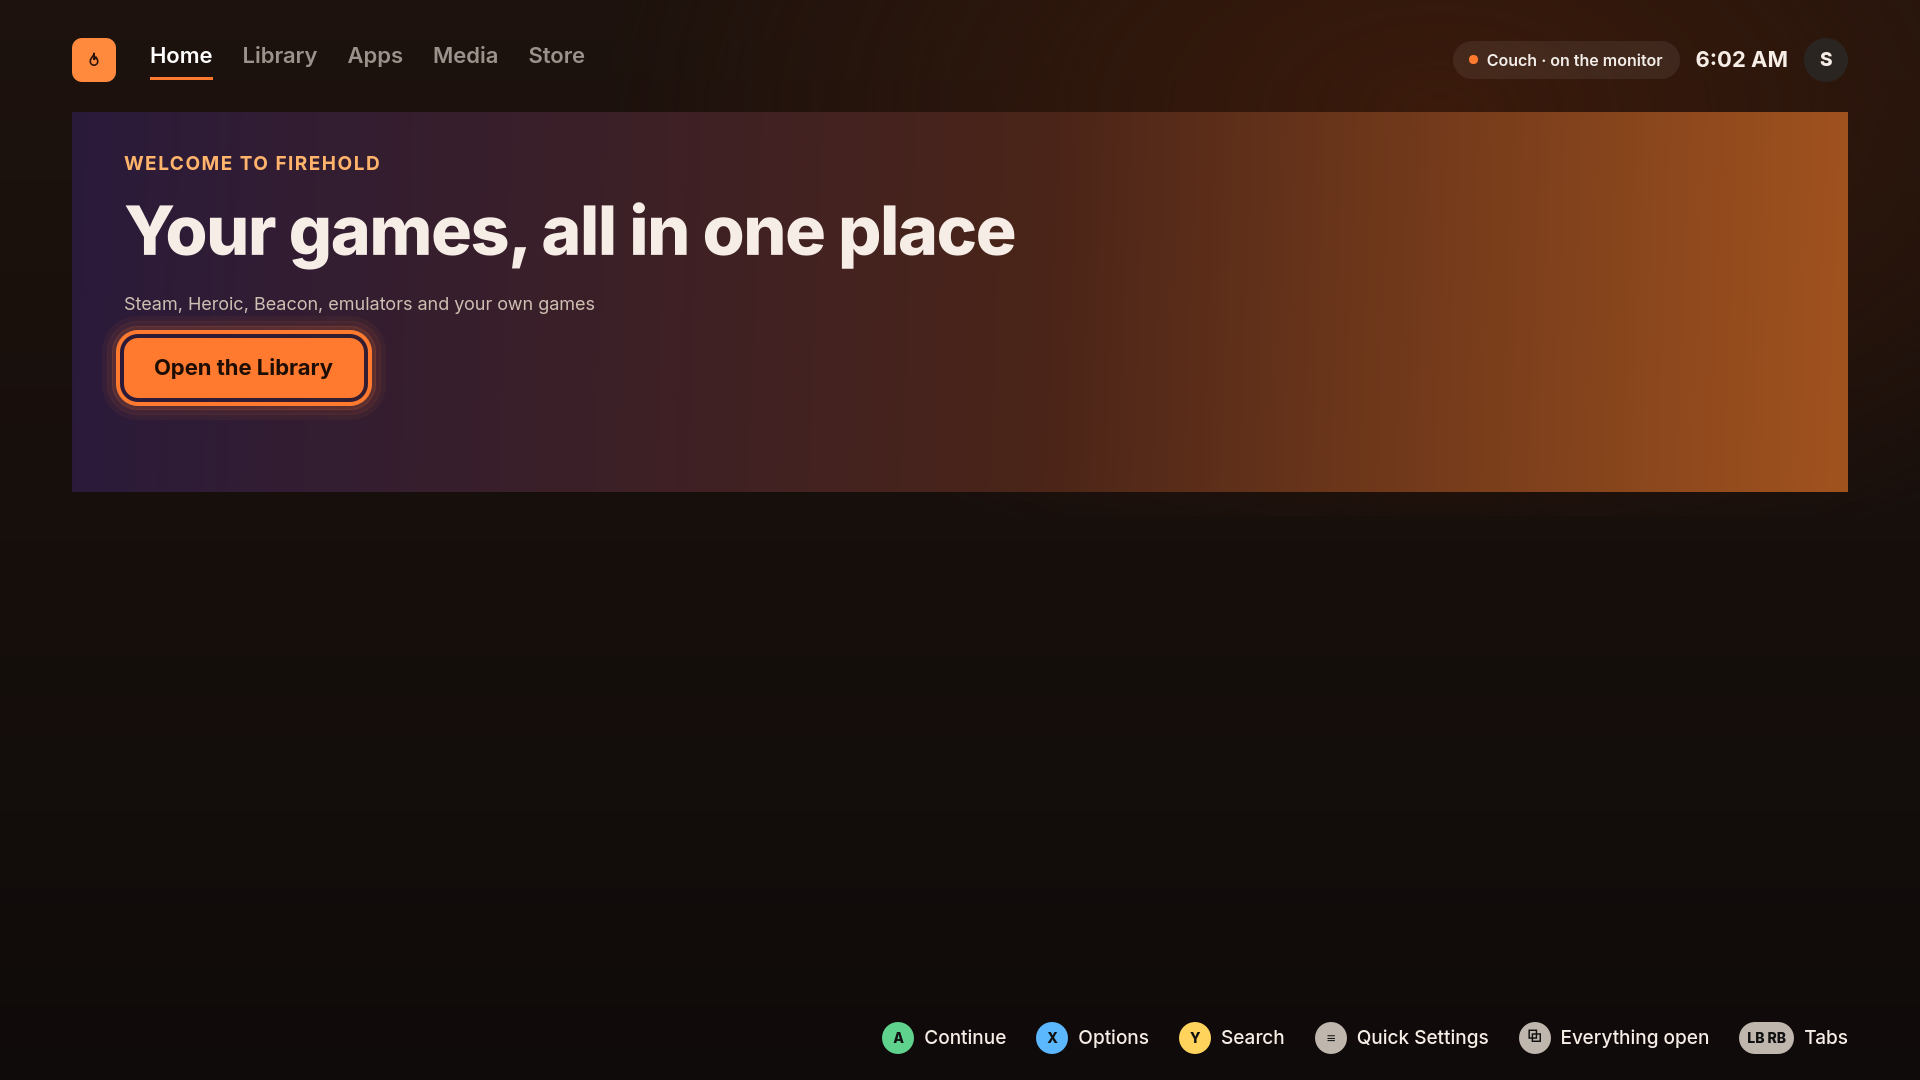 Home Library Apps Media Store
Couch · on the monitor 6:02 AM S
WELCOME TO FIREHOLD
Your games, all in one place
Steam, Heroic, Beacon, emulators and your own games
Open the Library
A Continue X Options Y Search ≡ Quick Settings Everything open LB RB Tabs